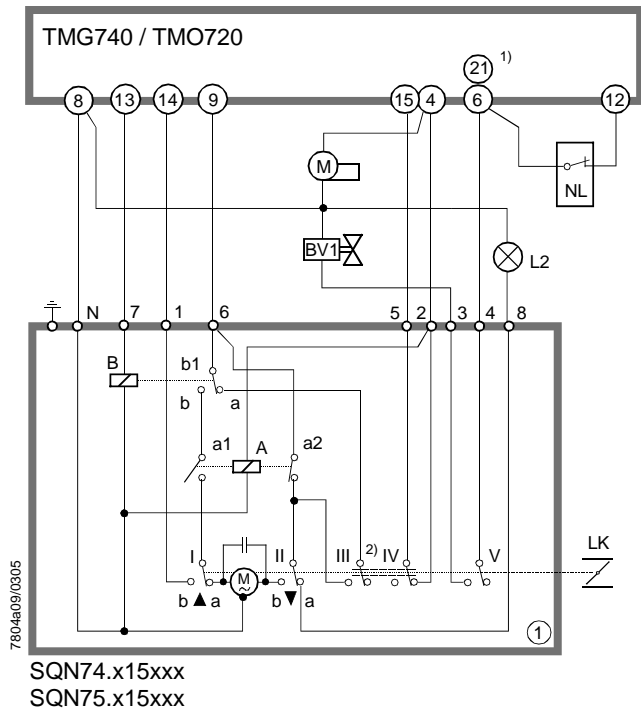 TMG740 / TMO720
21 1)
8 13 14 9 15 4 6 12
M
NL
BV1
L2
N 7 1 6 5 2 3 4 8
B b1
b a
a1 A a2
I II III 2) IV V LK
M ~
b ▲ a b ▼ a
1
7804a09/0305
SQN74.x15xxx
SQN75.x15xxx